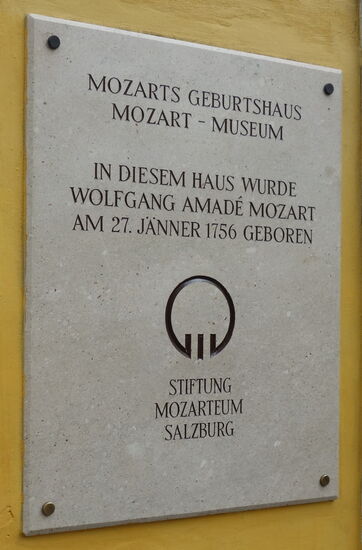 MOZARTS GEBURTSHAUS
MOZART – MUSEUM
IN DIESEM HAUS WURDE
WOLFGANG AMADÉ MOZART
AM 27. JÄNNER 1756 GEBOREN
STIFTUNG
MOZARTEUM
SALZBURG